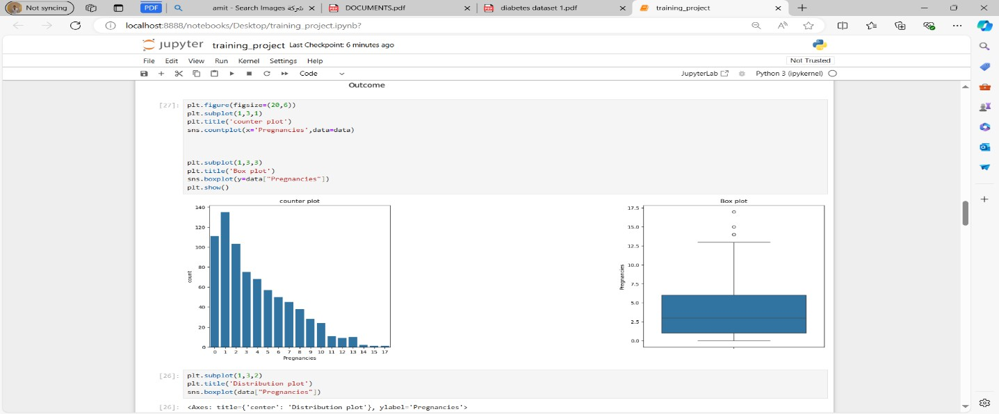 Not syncing
PDF
amit - Search Images شركة
DOCUMENTS.pdf
diabetes dataset 1.pdf
training_project
localhost:8888/notebooks/Desktop/training_project.ipynb?
jupyter training_project Last Checkpoint: 6 minutes ago
File Edit View Run Kernel Settings Help
Not Trusted
Code
JupyterLab
Python 3 (ipykernel)
Outcome
[27]:
plt.figure(figsize=(20,6))
plt.subplot(1,3,1)
plt.title('counter plot')
sns.countplot(x='Pregnancies',data=data)
plt.subplot(1,3,3)
plt.title('Box plot')
sns.boxplot(y=data["Pregnancies"])
plt.show()
counter plot
140
120
100
80
60
40
20
0
count
0 1 2 3 4 5 6 7 8 9 10 11 12 13 14 15 17
Pregnancies
Box plot
17.5
15.0
12.5
10.0
7.5
5.0
2.5
0.0
Pregnancies
[26]:
plt.subplot(1,3,2)
plt.title('Distribution plot')
sns.boxplot(data["Pregnancies"])
[26]: <Axes: title={'center': 'Distribution plot'}, ylabel='Pregnancies'>